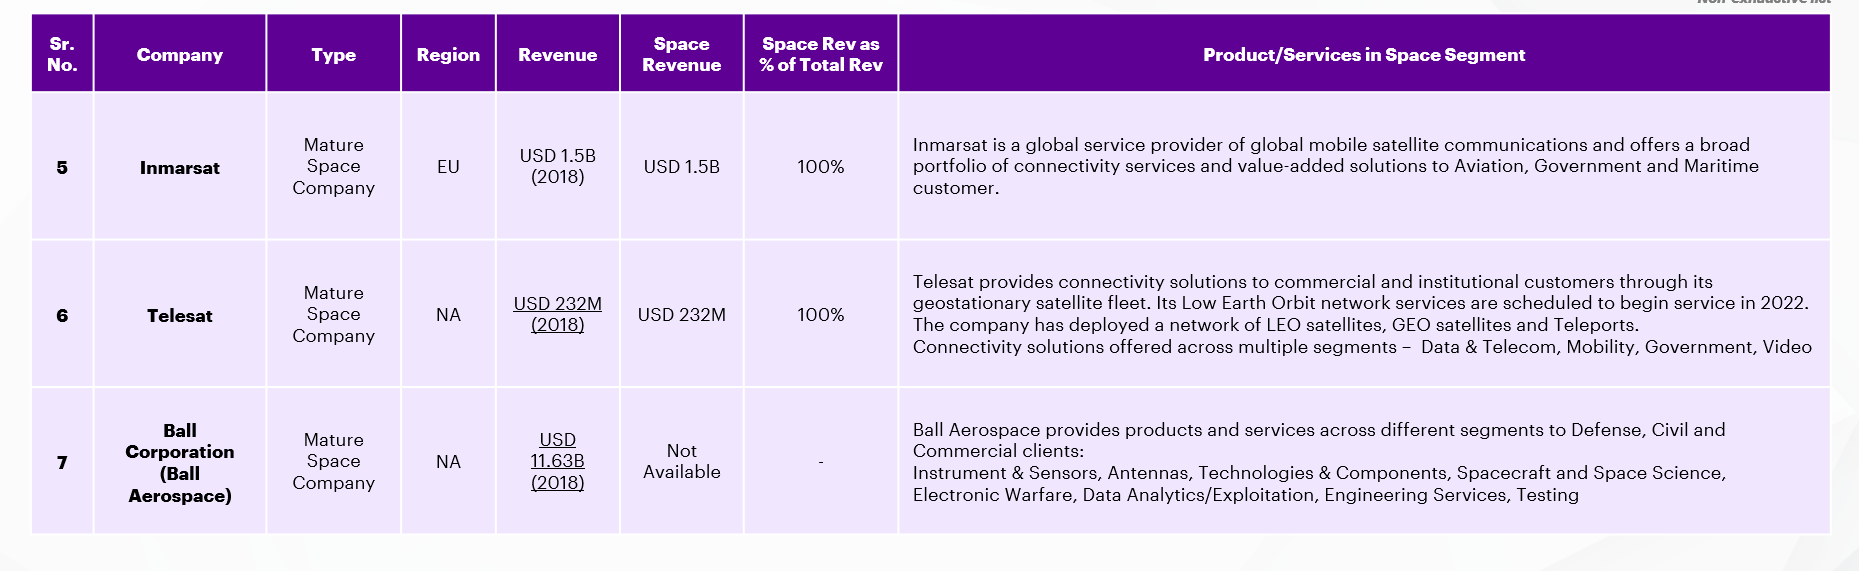 Non-exhaustive list
Sr. No.
Company
Type
Region
Revenue
Space Revenue
Space Rev as % of Total Rev
Product/Services in Space Segment
5
Inmarsat
Mature
Space
Company
EU
USD 1.5B
(2018)
USD 1.5B
100%
Inmarsat is a global service provider of global mobile satellite communications and offers a broad
portfolio of connectivity services and value-added solutions to Aviation, Government and Maritime
customer.
6
Telesat
Mature
Space
Company
NA
USD 232M
(2018)
USD 232M
100%
Telesat provides connectivity solutions to commercial and institutional customers through its
geostationary satellite fleet. Its Low Earth Orbit network services are scheduled to begin service in 2022.
The company has deployed a network of LEO satellites, GEO satellites and Teleports.
Connectivity solutions offered across multiple segments – Data & Telecom, Mobility, Government, Video
7
Ball
Corporation
(Ball
Aerospace)
Mature
Space
Company
NA
USD
11.63B
(2018)
Not
Available
-
Ball Aerospace provides products and services across different segments to Defense, Civil and
Commercial clients:
Instrument & Sensors, Antennas, Technologies & Components, Spacecraft and Space Science,
Electronic Warfare, Data Analytics/Exploitation, Engineering Services, Testing